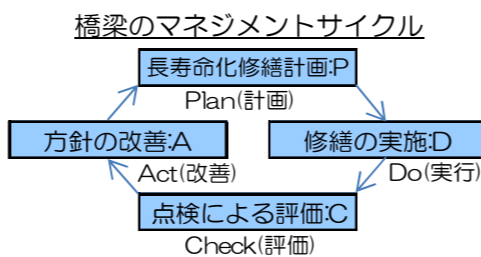 橋梁のマネジメントサイクル
長寿命化修繕計画:P
Plan(計画)
方針の改善:A
修繕の実施:D
Act(改善)
Do(実行)
点検による評価:C
Check(評価)